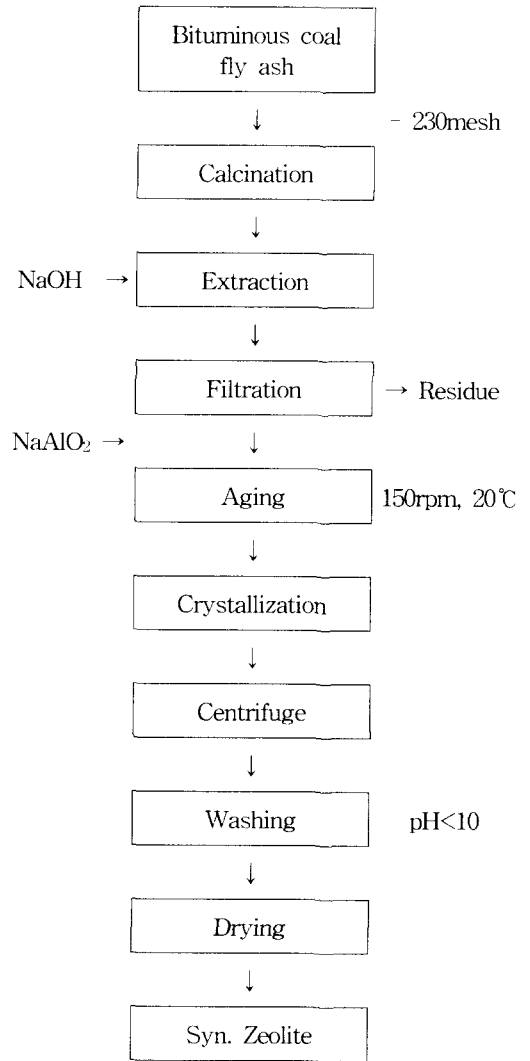 Bituminous coal
fly ash
↓
- 230mesh
Calcination
↓
NaOH → Extraction
↓
Filtration → Residue
NaAlO₂ → ↓
Aging 150rpm, 20℃
↓
Crystallization
↓
Centrifuge
↓
Washing pH<10
↓
Drying
↓
Syn. Zeolite